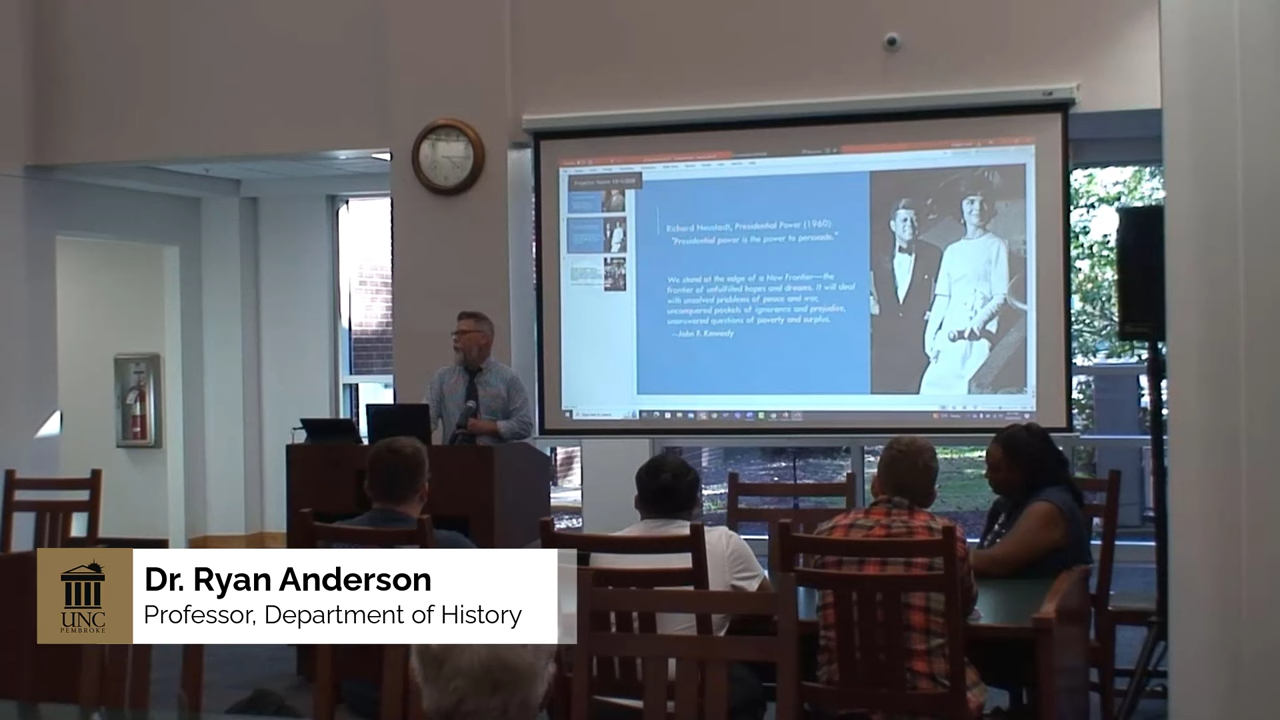 Richard Neustadt, Presidential Power (1960)
"Presidential power is the power to persuade."
We stand at the edge of a New Frontier—the
frontier of unfulfilled hopes and dreams. It will deal
with unsolved problems of peace and war,
unconquered pockets of ignorance and prejudice,
unanswered questions of poverty and surplus.
—John F. Kennedy
Dr. Ryan Anderson
Professor, Department of History
UNC
PEMBROKE